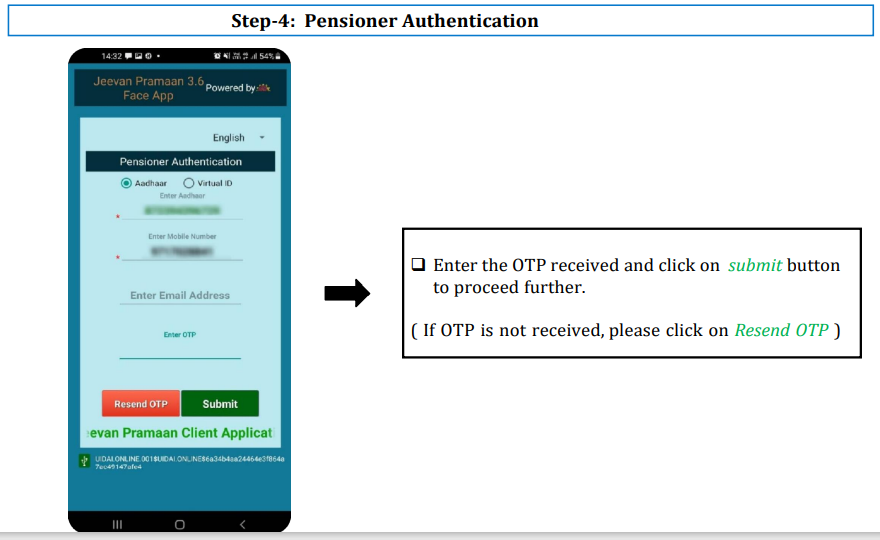 Step-4: Pensioner Authentication
14:32
54%
Jeevan Pramaan 3.6
Face App
Powered by
English
Pensioner Authentication
Aadhaar
Virtual ID
Enter Aadhaar
*
Enter Mobile Number
*
Enter Email Address
Enter OTP
Resend OTP
Submit
evan Pramaan Client Applicat
❑ Enter the OTP received and click on submit button
to proceed further.
( If OTP is not received, please click on Resend OTP )